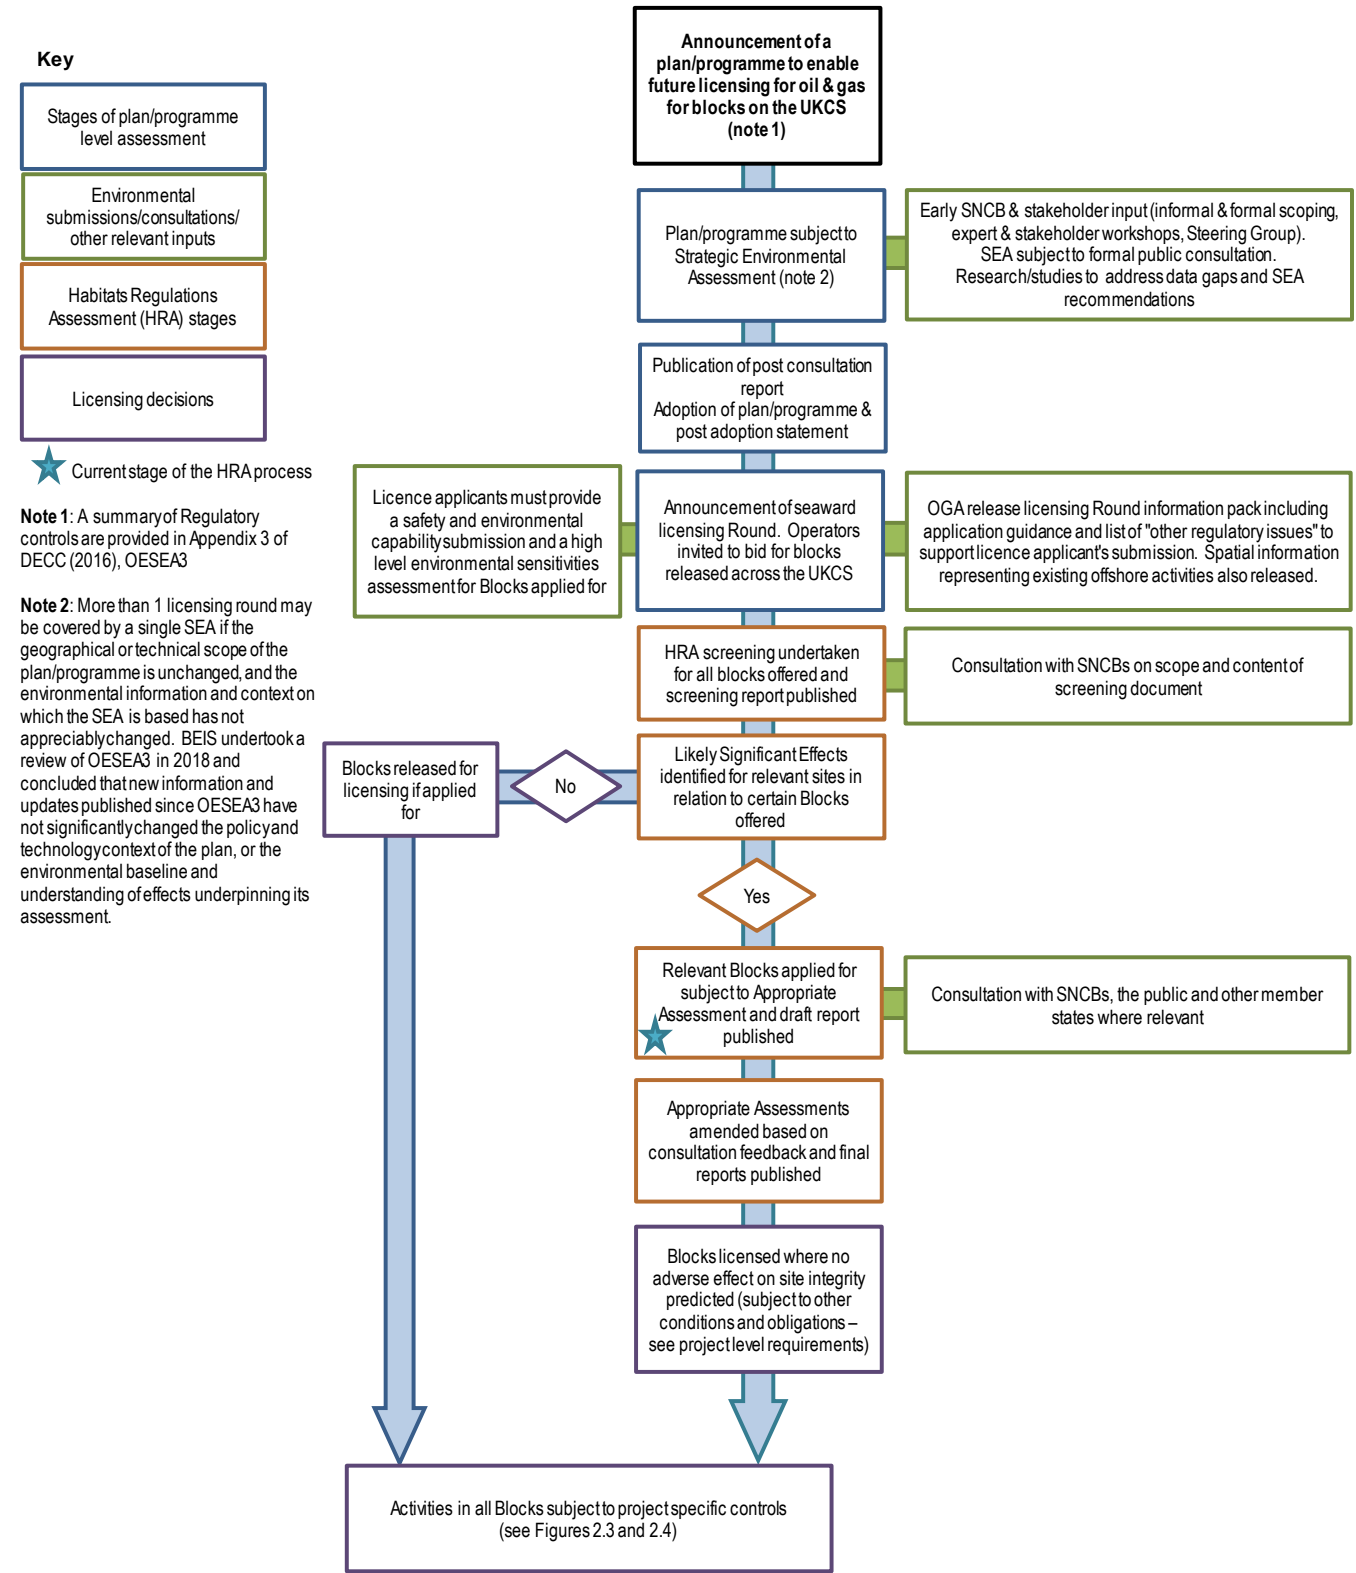 Key
Stages of plan/programme
level assessment
Environmental
submissions/consultations/
other relevant inputs
Habitats Regulations
Assessment (HRA) stages
Licensing decisions
Current stage of the HRA process
Note 1: A summary of Regulatory
controls are provided in Appendix 3 of
DECC (2016), OESEA3
Note 2: More than 1 licensing round may
be covered by a single SEA if the
geographical or technical scope of the
plan/programme is unchanged, and the
environmental information and context on
which the SEA is based has not
appreciably changed. BEIS undertook a
review of OESEA3 in 2018 and
concluded that new information and
updates published since OESEA3 have
not significantly changed the policy and
technology context of the plan, or the
environmental baseline and
understanding of effects underpinning its
assessment.
Announcement of a
plan/programme to enable
future licensing for oil & gas
for blocks on the UKCS
(note 1)
Plan/programme subject to
Strategic Environmental
Assessment (note 2)
Early SNCB & stakeholder input (informal & formal scoping,
expert & stakeholder workshops, Steering Group).
SEA subject to formal public consultation.
Research/studies to address data gaps and SEA
recommendations
Publication of post consultation
report
Adoption of plan/programme &
post adoption statement
Licence applicants must provide
a safety and environmental
capability submission and a high
level environmental sensitivities
assessment for Blocks applied for
Announcement of seaward
licensing Round. Operators
invited to bid for blocks
released across the UKCS
OGA release licensing Round information pack including
application guidance and list of "other regulatory issues" to
support licence applicant's submission. Spatial information
representing existing offshore activities also released.
HRA screening undertaken
for all blocks offered and
screening report published
Consultation with SNCBs on scope and content of
screening document
Blocks released for
licensing if applied
for
No
Likely Significant Effects
identified for relevant sites in
relation to certain Blocks
offered
Yes
Relevant Blocks applied for
subject to Appropriate
Assessment and draft report
published
Consultation with SNCBs, the public and other member
states where relevant
Appropriate Assessments
amended based on
consultation feedback and final
reports published
Blocks licensed where no
adverse effect on site integrity
predicted (subject to other
conditions and obligations –
see project level requirements)
Activities in all Blocks subject to project specific controls
(see Figures 2.3 and 2.4)